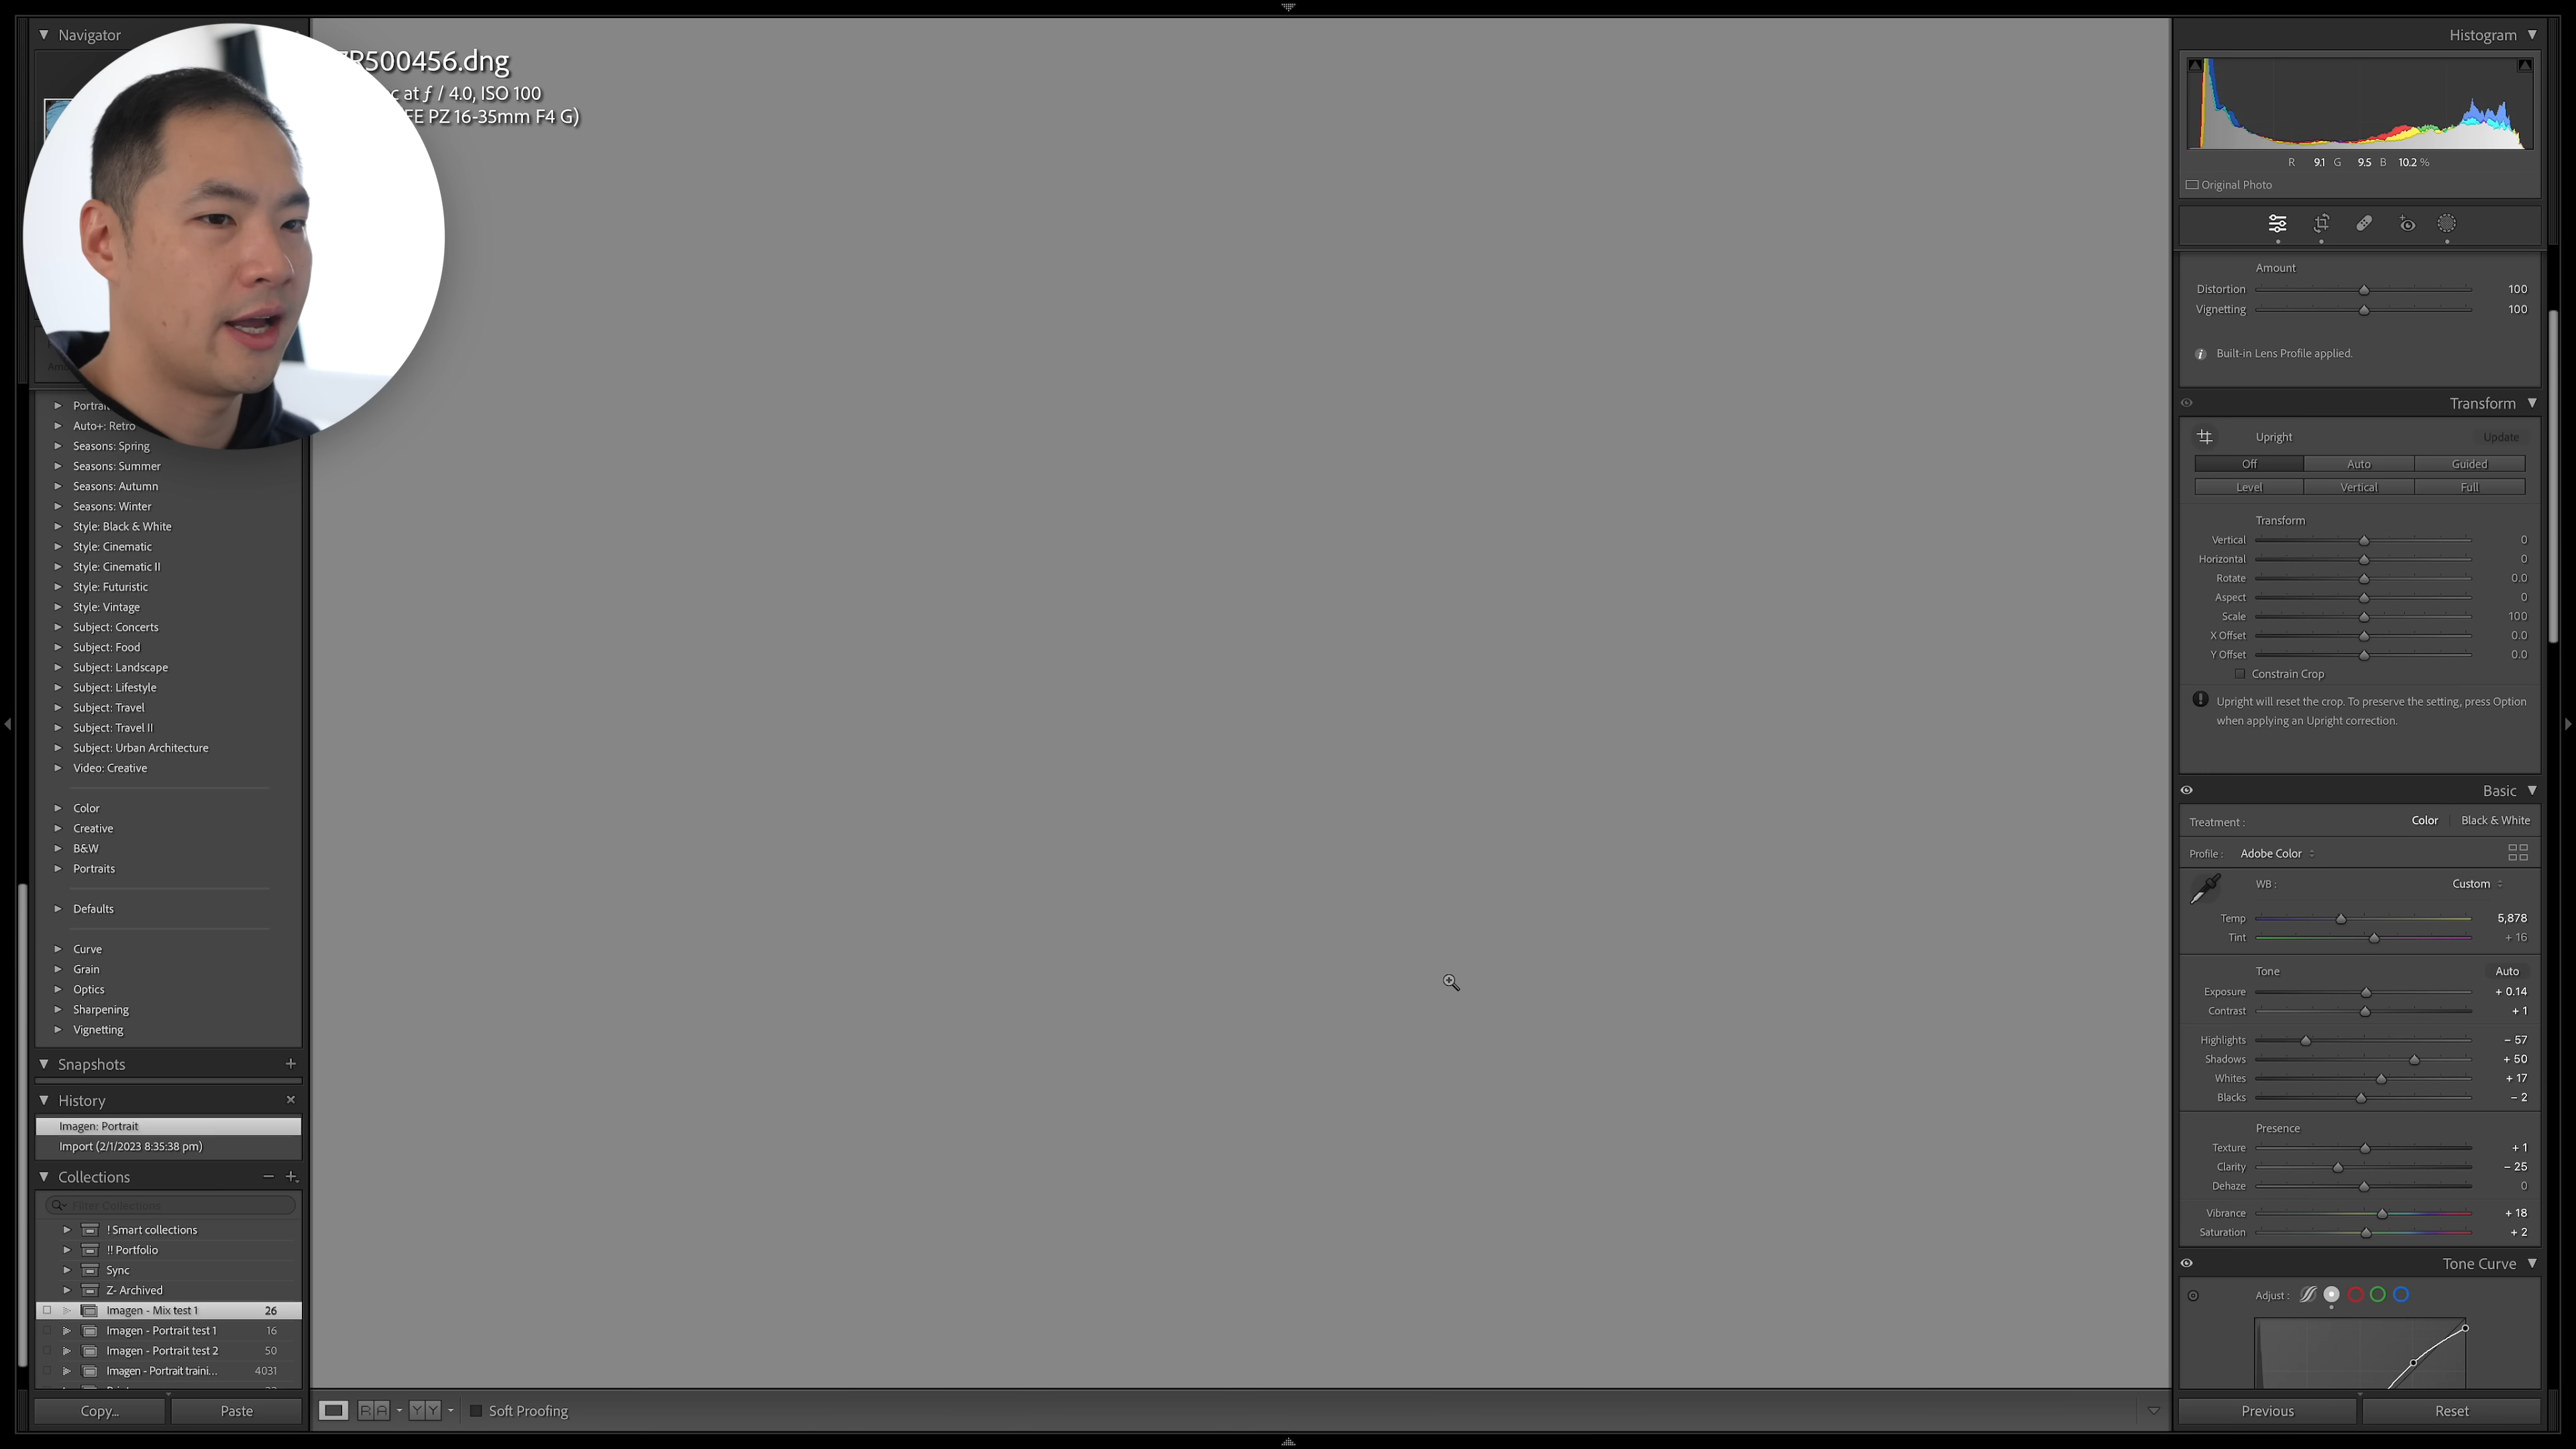 Navigator
R500456.dng
c at ƒ / 4.0, ISO 100
FE PZ 16-35mm F4 G)
Portrai
Auto+: Retro
Seasons: Spring
Seasons: Summer
Seasons: Autumn
Seasons: Winter
Style: Black & White
Style: Cinematic
Style: Cinematic II
Style: Futuristic
Style: Vintage
Subject: Concerts
Subject: Food
Subject: Landscape
Subject: Lifestyle
Subject: Travel
Subject: Travel II
Subject: Urban Architecture
Video: Creative
Color
Creative
B&W
Portraits
Defaults
Curve
Grain
Optics
Sharpening
Vignetting
Snapshots
History
Imagen: Portrait
Import (2/1/2023 8:35:38 pm)
Collections
Filter Collections
! Smart collections
!! Portfolio
Sync
Z- Archived
Imagen - Mix test 1 26
Imagen - Portrait test 1 16
Imagen - Portrait test 2 50
Imagen - Portrait traini... 4031
Copy... Paste
R A Y Y Soft Proofing
Histogram
R 9.1 G 9.5 B 10.2 %
Original Photo
Amount
Distortion 100
Vignetting 100
Built-in Lens Profile applied.
Transform
Upright Update
Off Auto Guided
Level Vertical Full
Transform
Vertical 0
Horizontal 0
Rotate 0.0
Aspect 0
Scale 100
X Offset 0.0
Y Offset 0.0
Constrain Crop
Upright will reset the crop. To preserve the setting, press Option
when applying an Upright correction.
Basic
Treatment : Color Black & White
Profile : Adobe Color
WB : Custom
Temp 5,878
Tint + 16
Tone Auto
Exposure + 0.14
Contrast + 1
Highlights − 57
Shadows + 50
Whites + 17
Blacks − 2
Presence
Texture + 1
Clarity − 25
Dehaze 0
Vibrance + 18
Saturation + 2
Tone Curve
Adjust :
Previous Reset